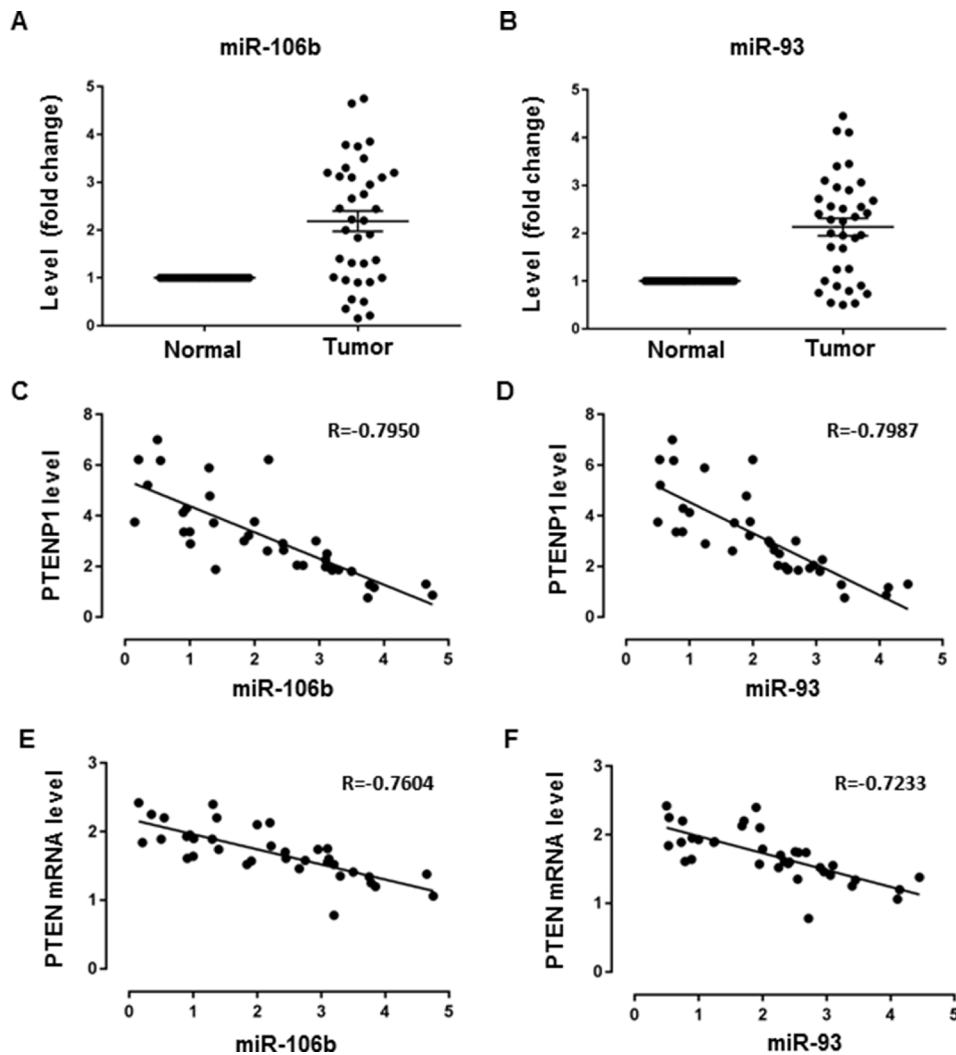 A
miR-106b
Level (fold change)
5
4
3
2
1
0
Normal
Tumor
B
miR-93
Level (fold change)
5
4
3
2
1
0
Normal
Tumor
C
R=-0.7950
PTENP1 level
8
6
4
2
0
0 1 2 3 4 5
miR-106b
D
R=-0.7987
PTENP1 level
8
6
4
2
0
0 1 2 3 4 5
miR-93
E
R=-0.7604
PTEN mRNA level
3
2
1
0
0 1 2 3 4 5
miR-106b
F
R=-0.7233
PTEN mRNA level
3
2
1
0
0 1 2 3 4 5
miR-93